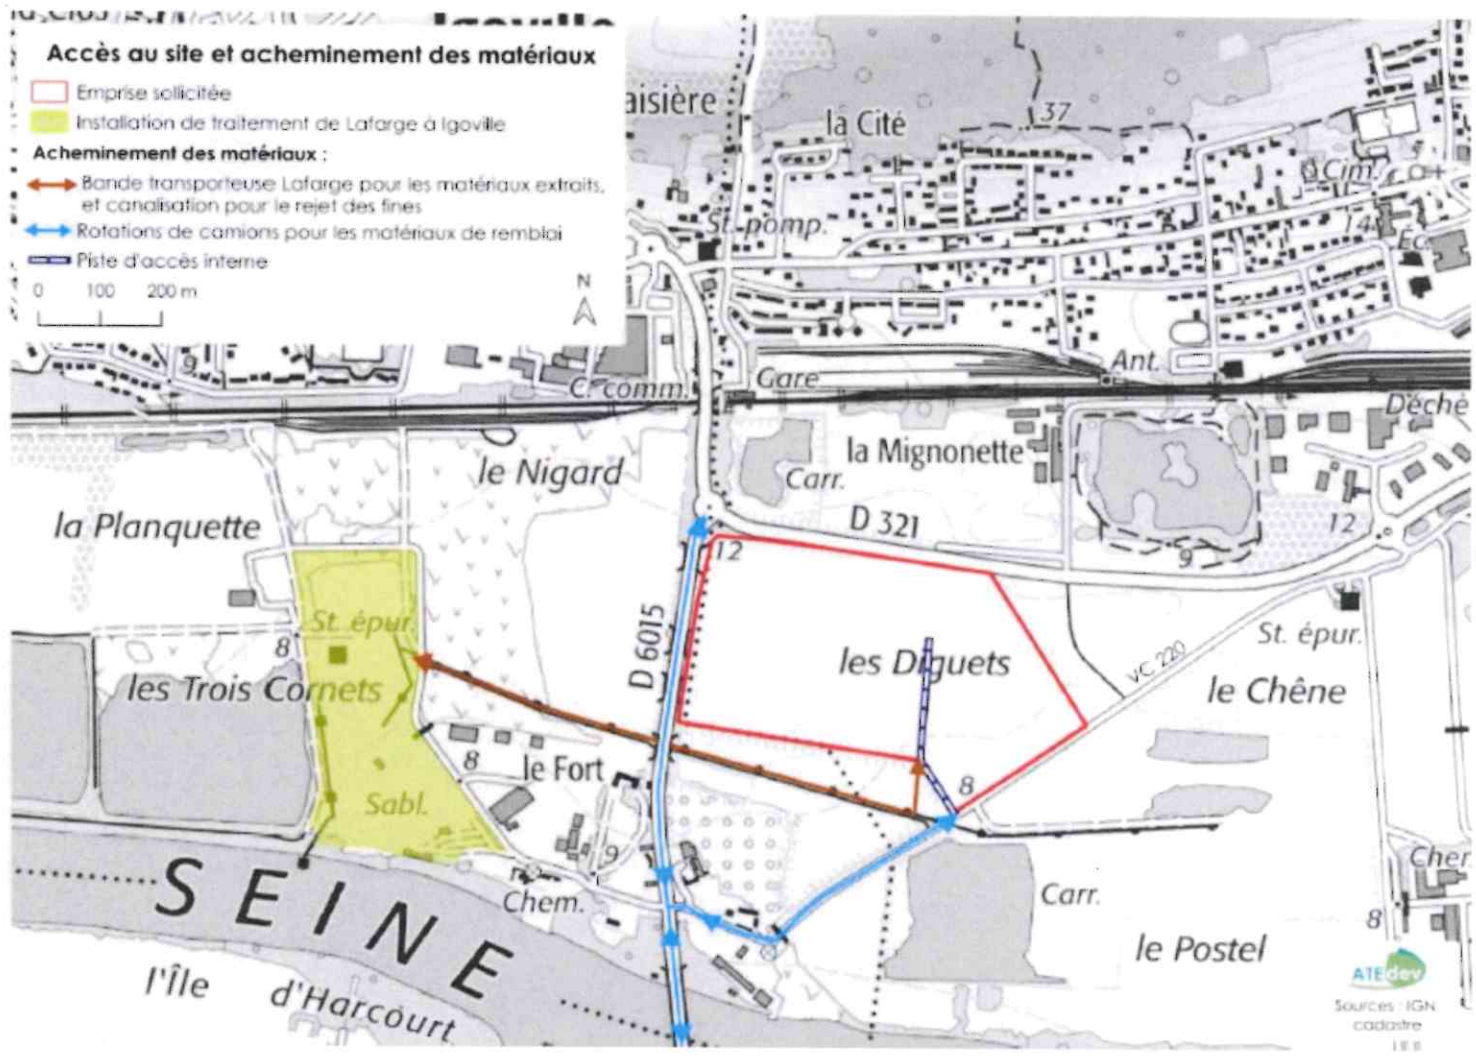 Igoville
Accès au site et acheminement des matériaux
Emprise sollicitée
Installation de traitement de Lafarge à Igoville
Acheminement des matériaux :
Bande transporteuse Lafarge pour les matériaux extraits,
et canalisation pour le rejet des fines
Rotations de camions pour les matériaux de remblai
Piste d'accès interne
0 100 200 m
N
aisière
la Cité
37
Cim.
St. pomp.
14
Ec.
9
C. comm.
Gare
Ant.
Déché
le Nigard
la Mignonette
Carr.
la Planquette
D 321
12
12
9
St. épur.
D 6015
St. épur.
8
les Diguets
VC 220
les Trois Cornets
le Chêne
8
le Fort
8
Sabl.
9
Cher
SEINE
Chem.
Carr.
8
le Postel
l'Île d'Harcourt
ATEdev
Sources : IGN
cadastre